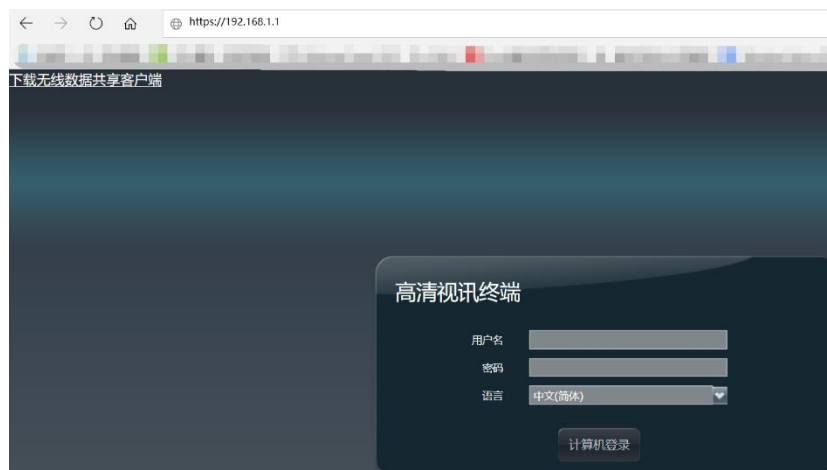 https://192.168.1.1
下载无线数据共享客户端
高清视讯终端
用户名
密码
语言 中文(简体)
计算机登录